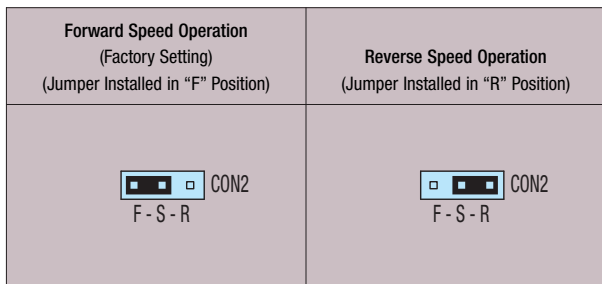 Forward Speed Operation
(Factory Setting)
(Jumper Installed in “F” Position)
Reverse Speed Operation
(Jumper Installed in “R” Position)
CON2
F - S - R
CON2
F - S - R